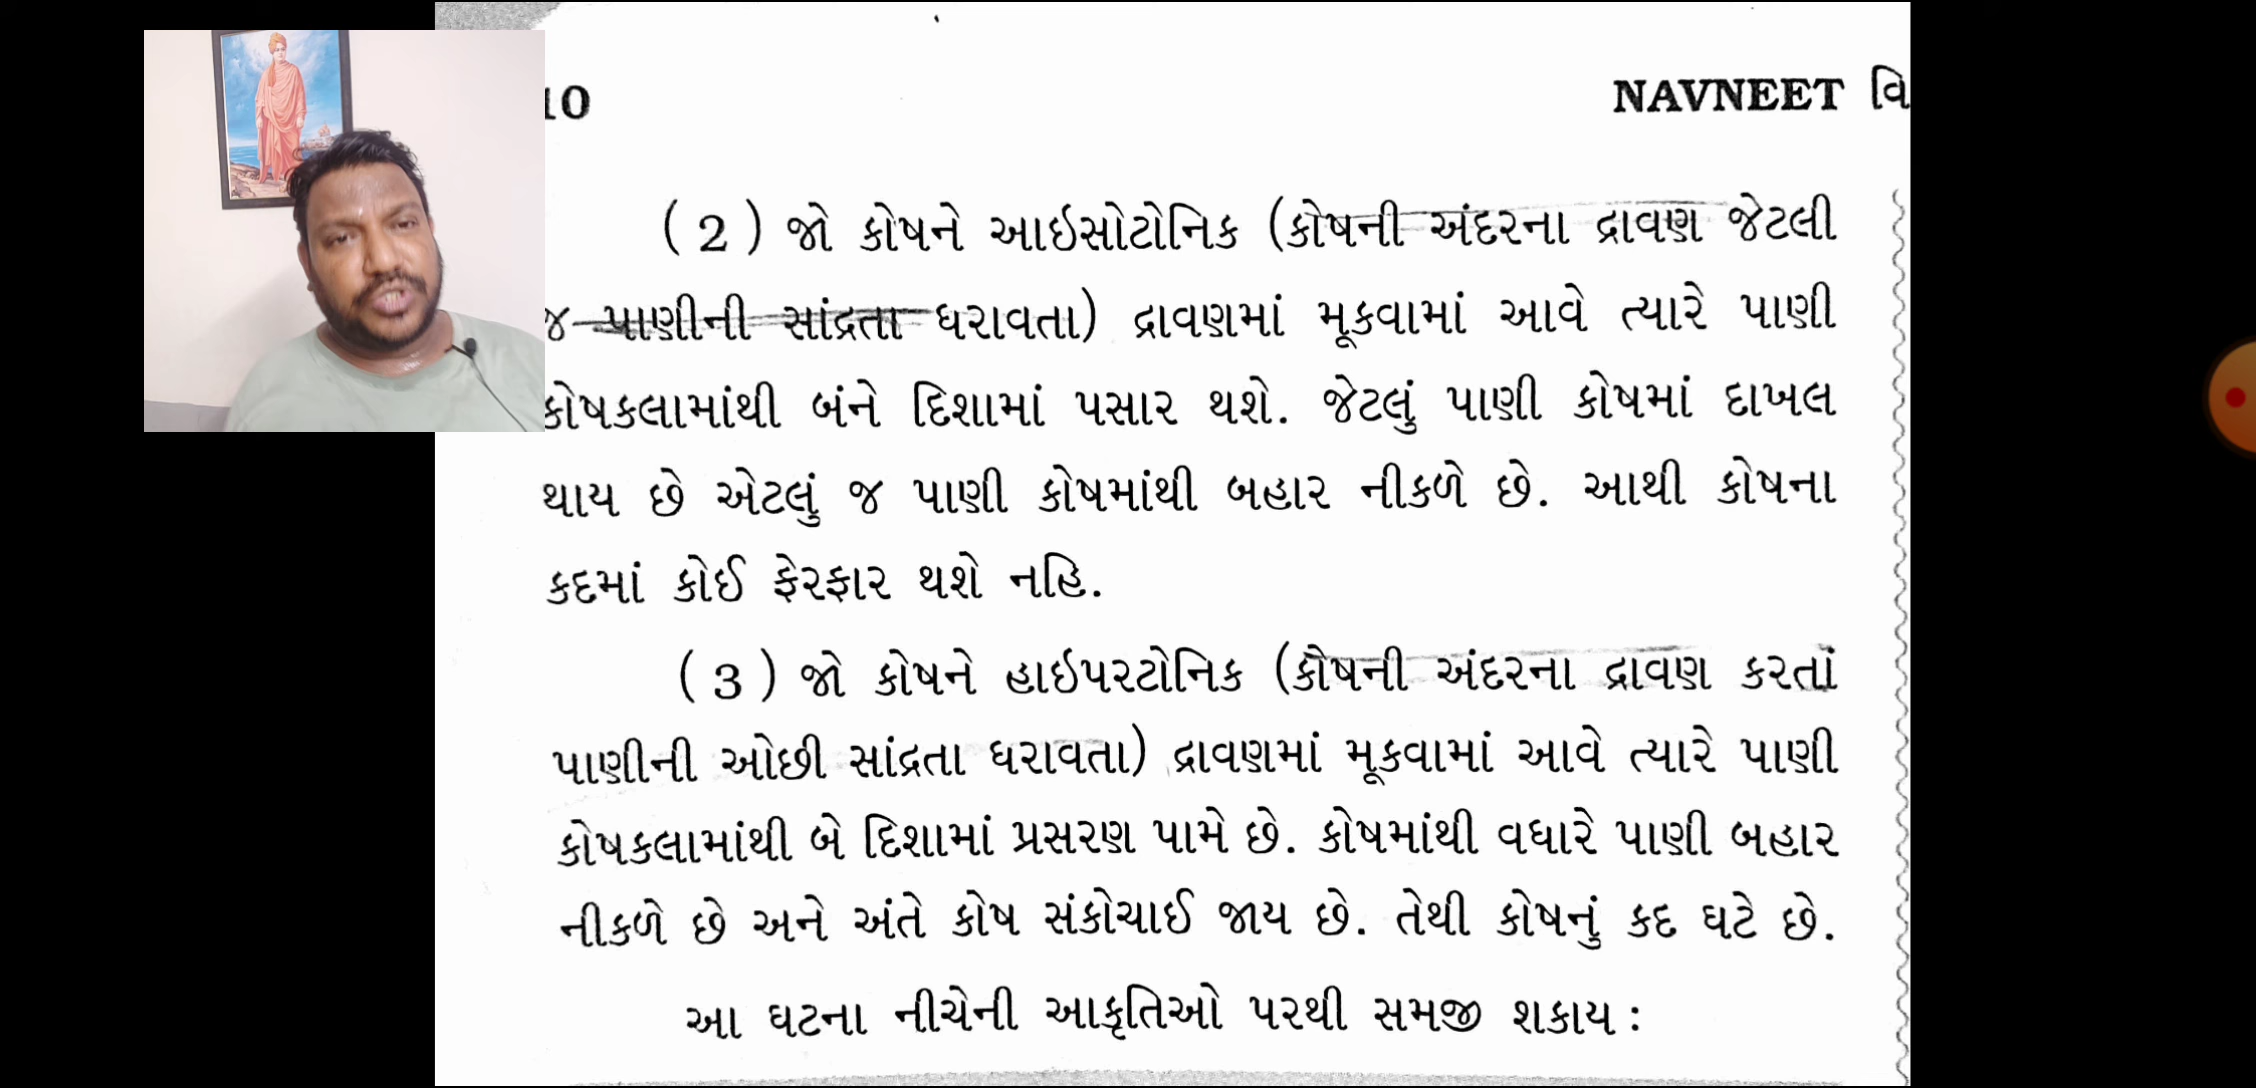 10
NAVNEET વિ
( 2 ) જો કોષને આઇસોટોનિક (કોષની અંદરના દ્રાવણ જેટલી
જ પાણીની સાંદ્રતા ધરાવતા) દ્રાવણમાં મૂકવામાં આવે ત્યારે પાણી
કોષકલામાંથી બંને દિશામાં પસાર થશે. જેટલું પાણી કોષમાં દાખલ
થાય છે એટલું જ પાણી કોષમાંથી બહાર નીકળે છે. આથી કોષના
કદમાં કોઈ ફેરફાર થશે નહિ.
( 3 ) જો કોષને હાઇપરટોનિક (કોષની અંદરના દ્રાવણ કરતાં
પાણીની ઓછી સાંદ્રતા ધરાવતા) દ્રાવણમાં મૂકવામાં આવે ત્યારે પાણી
કોષકલામાંથી બે દિશામાં પ્રસરણ પામે છે. કોષમાંથી વધારે પાણી બહાર
નીકળે છે અને અંતે કોષ સંકોચાઈ જાય છે. તેથી કોષનું કદ ઘટે છે.
આ ઘટના નીચેની આકૃતિઓ પરથી સમજી શકાય :